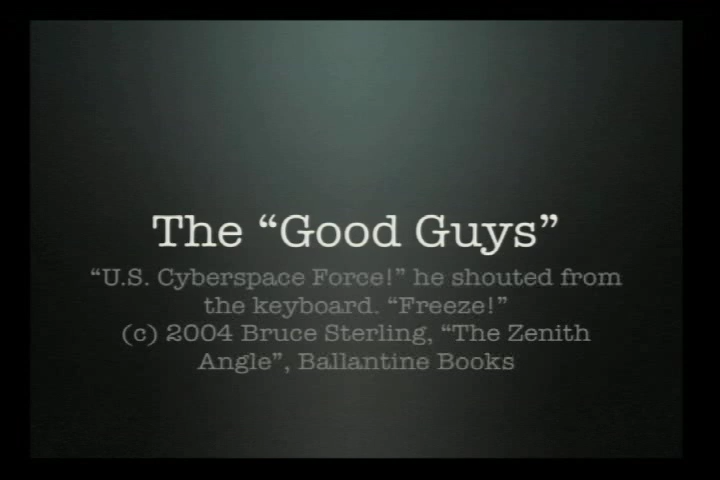 The “Good Guys”
“U.S. Cyberspace Force!” he shouted from
the keyboard. “Freeze!”
(c) 2004 Bruce Sterling, “The Zenith
Angle”, Ballantine Books